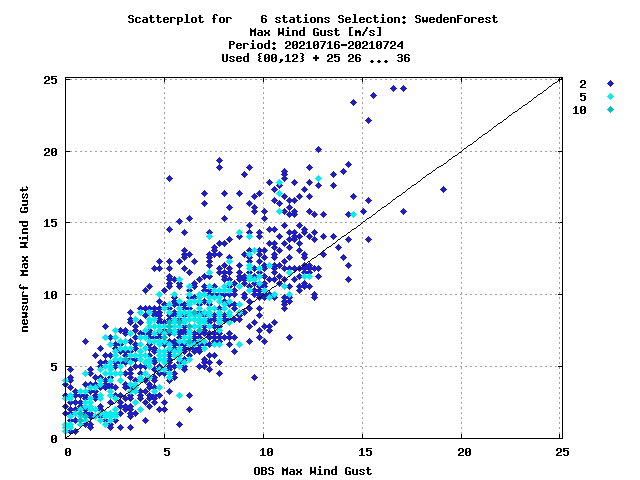 Scatterplot for 6 stations Selection: SwedenForest
Max Wind Gust [m/s]
Period: 20210716-20210724
Used {00,12} + 25 26 ... 36
25
20
15
10
5
0
newsurf Max Wind Gust
0 5 10 15 20 25
OBS Max Wind Gust
2
5
10